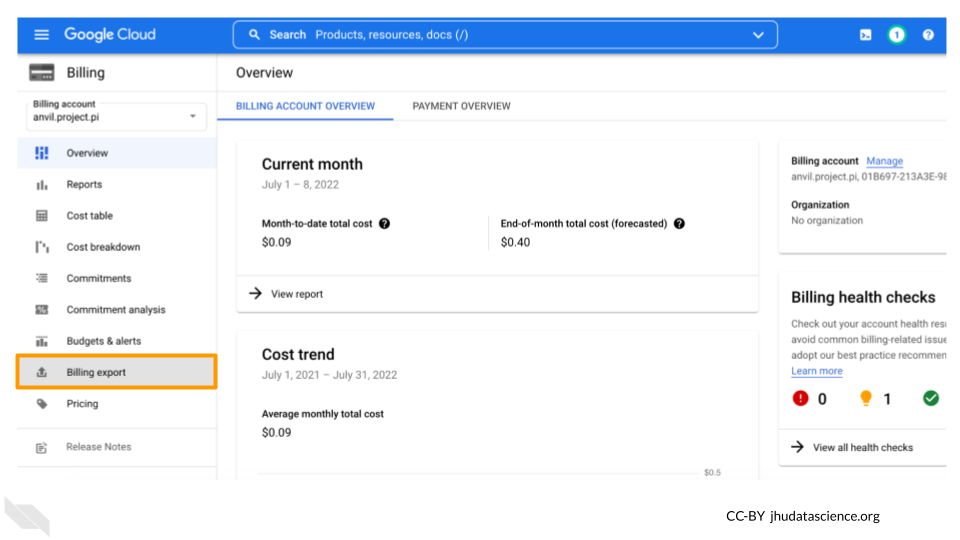 Google Cloud
Search Products, resources, docs (/)
1
Billing
Overview
Billing account
anvil.project.pi
BILLING ACCOUNT OVERVIEW
PAYMENT OVERVIEW
Overview
Reports
Cost table
Cost breakdown
Commitments
Commitment analysis
Budgets & alerts
Billing export
Pricing
Release Notes
Current month
July 1 – 8, 2022
Month-to-date total cost
$0.09
End-of-month total cost (forecasted)
$0.40
View report
Cost trend
July 1, 2021 – July 31, 2022
Average monthly total cost
$0.09
$0.5
Billing account Manage
anvil.project.pi, 01B697-213A3E-98
Organization
No organization
Billing health checks
Check out your account health
avoid common billing-related issue
adopt our best practice recommen
Learn more
0 1
View all health checks
CC-BY jhudatascience.org